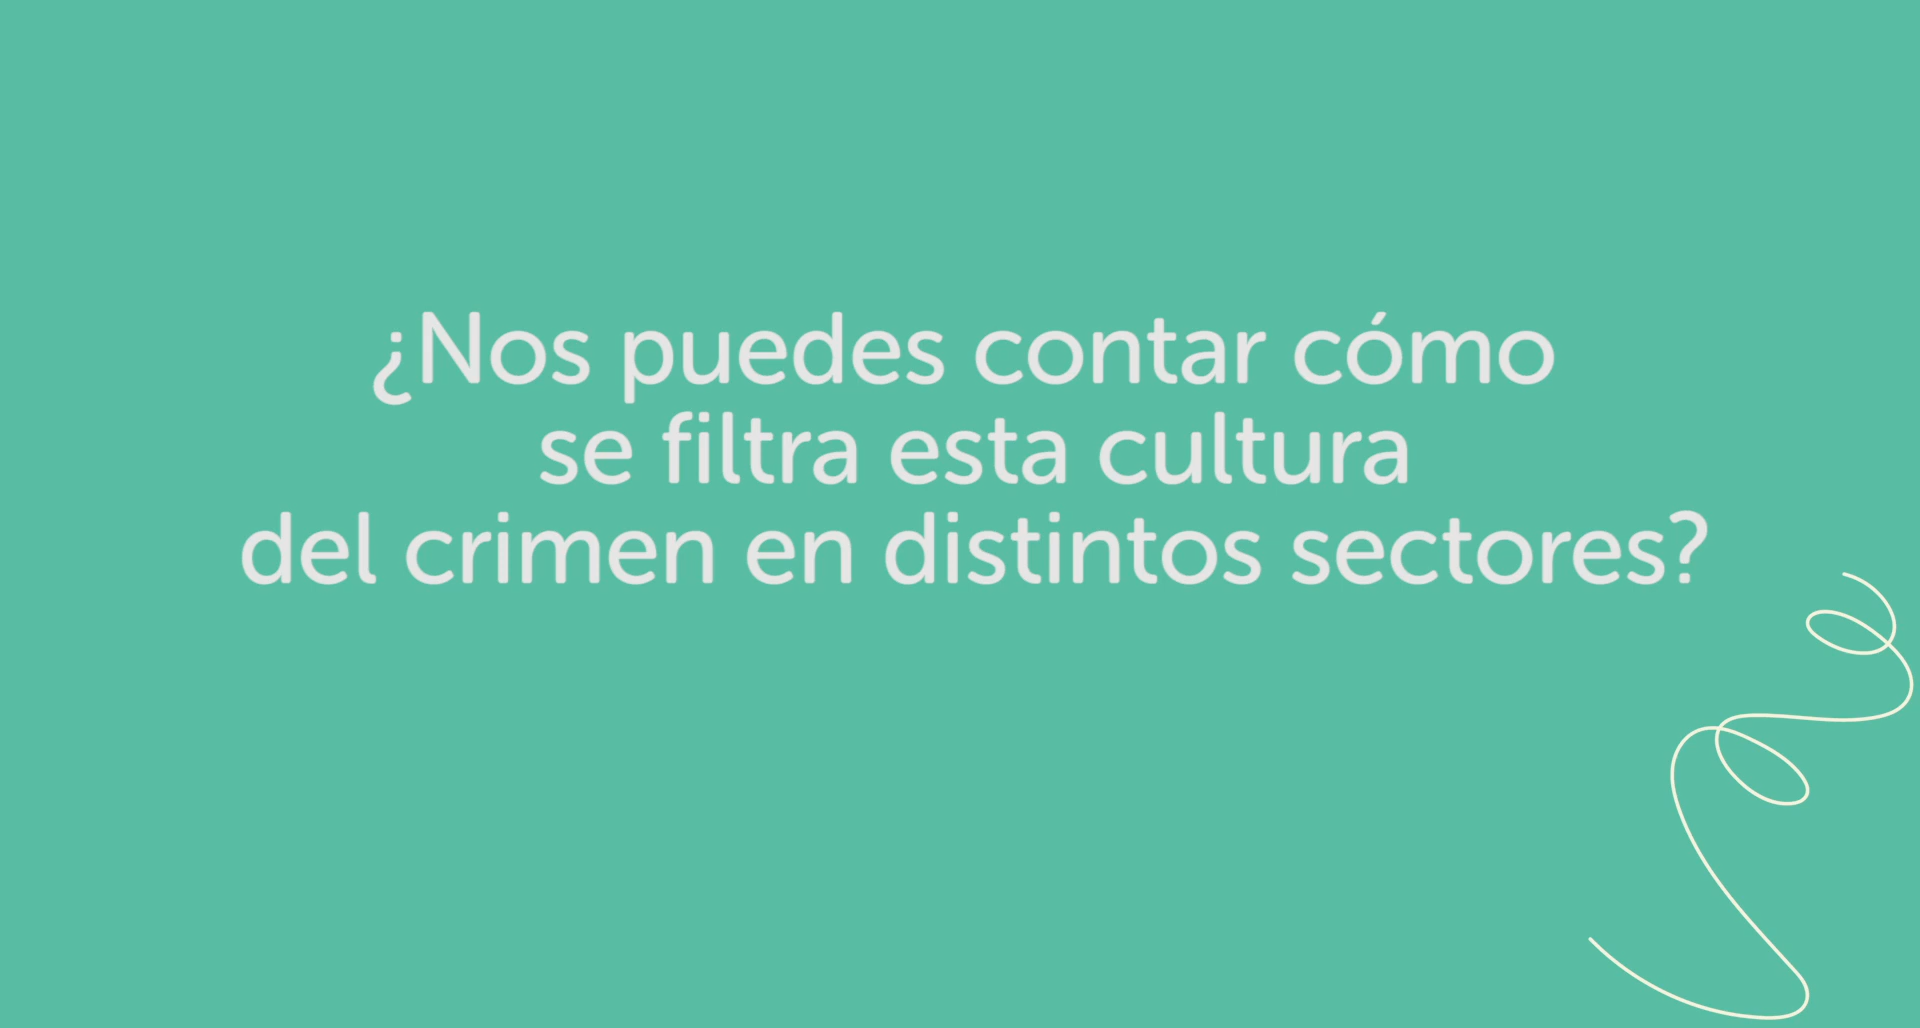 ¿Nos puedes contar cómo
se filtra esta cultura
del crimen en distintos sectores?